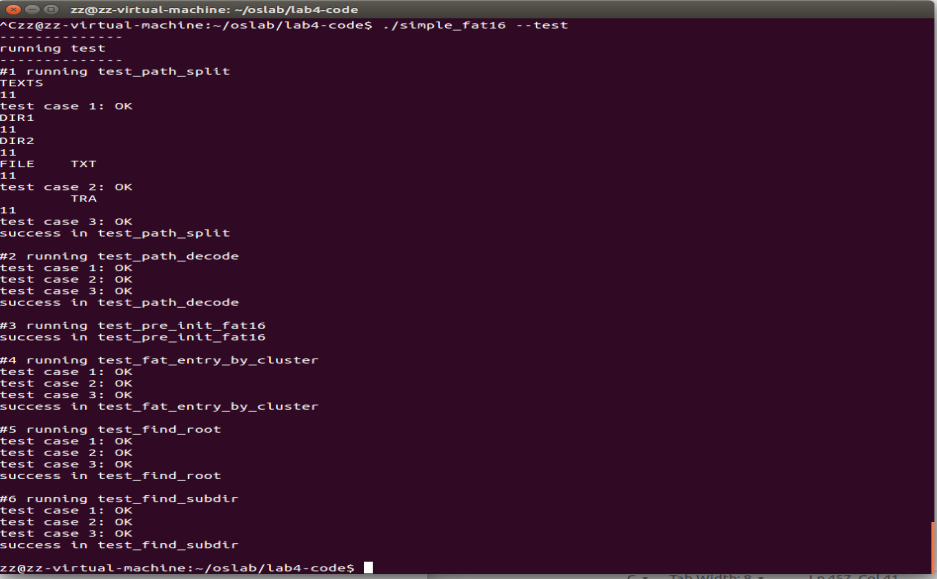 zz@zz-virtual-machine: ~/oslab/lab4-code
^Czz@zz-virtual-machine:~/oslab/lab4-code$ ./simple_fat16 --test
--------------
running test
--------------
#1 running test_path_split
TEXTS
11
test case 1: OK
DIR1
11
DIR2
11
FILE    TXT
11
test case 2: OK
        TRA
11
test case 3: OK
success in test_path_split

#2 running test_path_decode
test case 1: OK
test case 2: OK
test case 3: OK
success in test_path_decode

#3 running test_pre_init_fat16
success in test_pre_init_fat16

#4 running test_fat_entry_by_cluster
test case 1: OK
test case 2: OK
test case 3: OK
success in test_fat_entry_by_cluster

#5 running test_find_root
test case 1: OK
test case 2: OK
test case 3: OK
success in test_find_root

#6 running test_find_subdir
test case 1: OK
test case 2: OK
test case 3: OK
success in test_find_subdir

zz@zz-virtual-machine:~/oslab/lab4-code$
C Tab Width: 8 Ln 457, Col 41